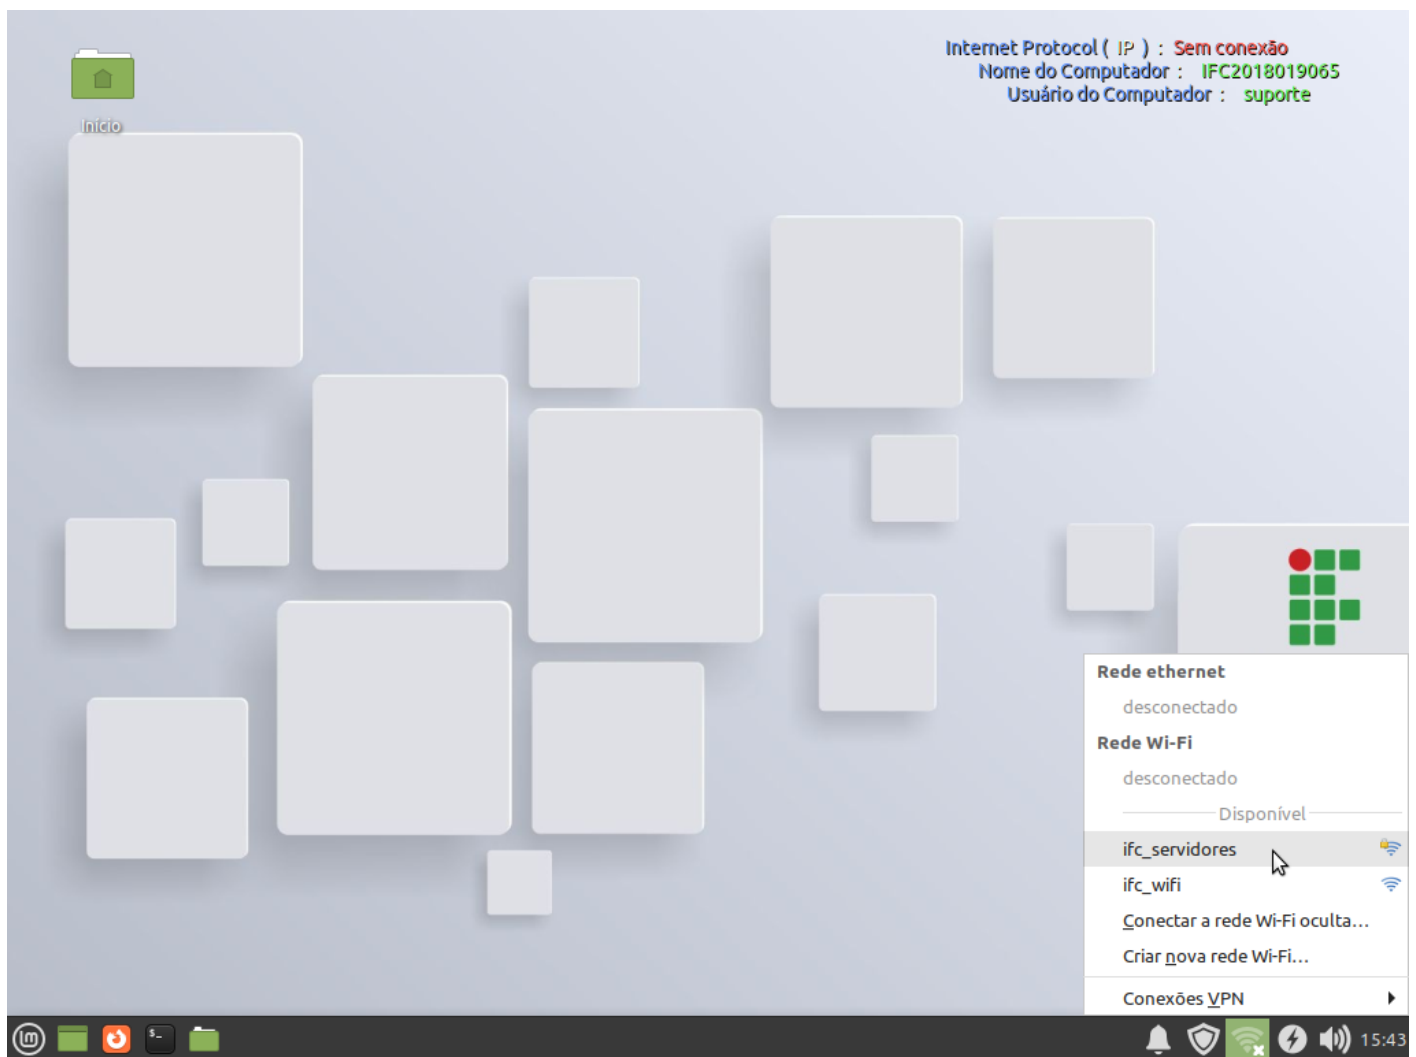 Internet Protocol ( IP ) : Sem conexão
Nome do Computador : IFC2018019065
Usuário do Computador : suporte
Início
Rede ethernet
desconectado
Rede Wi-Fi
desconectado
Disponível
ifc_servidores
ifc_wifi
Conectar a rede Wi-Fi oculta...
Criar nova rede Wi-Fi...
Conexões VPN
$-
15:43